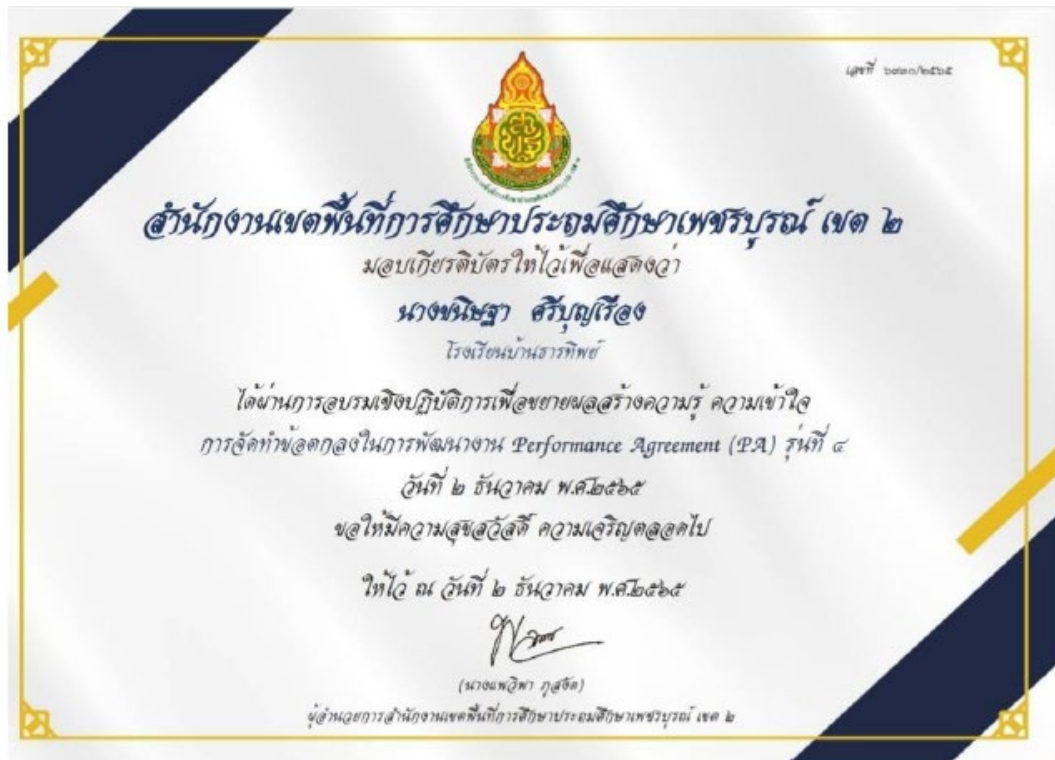 เลขที่ /๒๕๖๕
สำนักงานเขตพื้นที่การศึกษาประถมศึกษาเพชรบูรณ์ เขต ๒
มอบเกียรติบัตรให้ไว้เพื่อแสดงว่า
นางขนิษฐา ศรีบุญเรือง
โรงเรียนบ้านธารทิพย์
ได้ผ่านการอบรมเชิงปฏิบัติการเพื่อขยายผลสร้างความรู้ ความเข้าใจ
การจัดทำข้อตกลงในการพัฒนางาน Performance Agreement (PA) รุ่นที่ ๔
วันที่ ๒ ธันวาคม พ.ศ.๒๕๖๕
ขอให้มีความสุขสวัสดิ์ ความเจริญตลอดไป
ให้ไว้ ณ วันที่ ๒ ธันวาคม พ.ศ.๒๕๖๕
(นางแพวิพา ภูสงัด)
ผู้อำนวยการสำนักงานเขตพื้นที่การศึกษาประถมศึกษาเพชรบูรณ์ เขต ๒